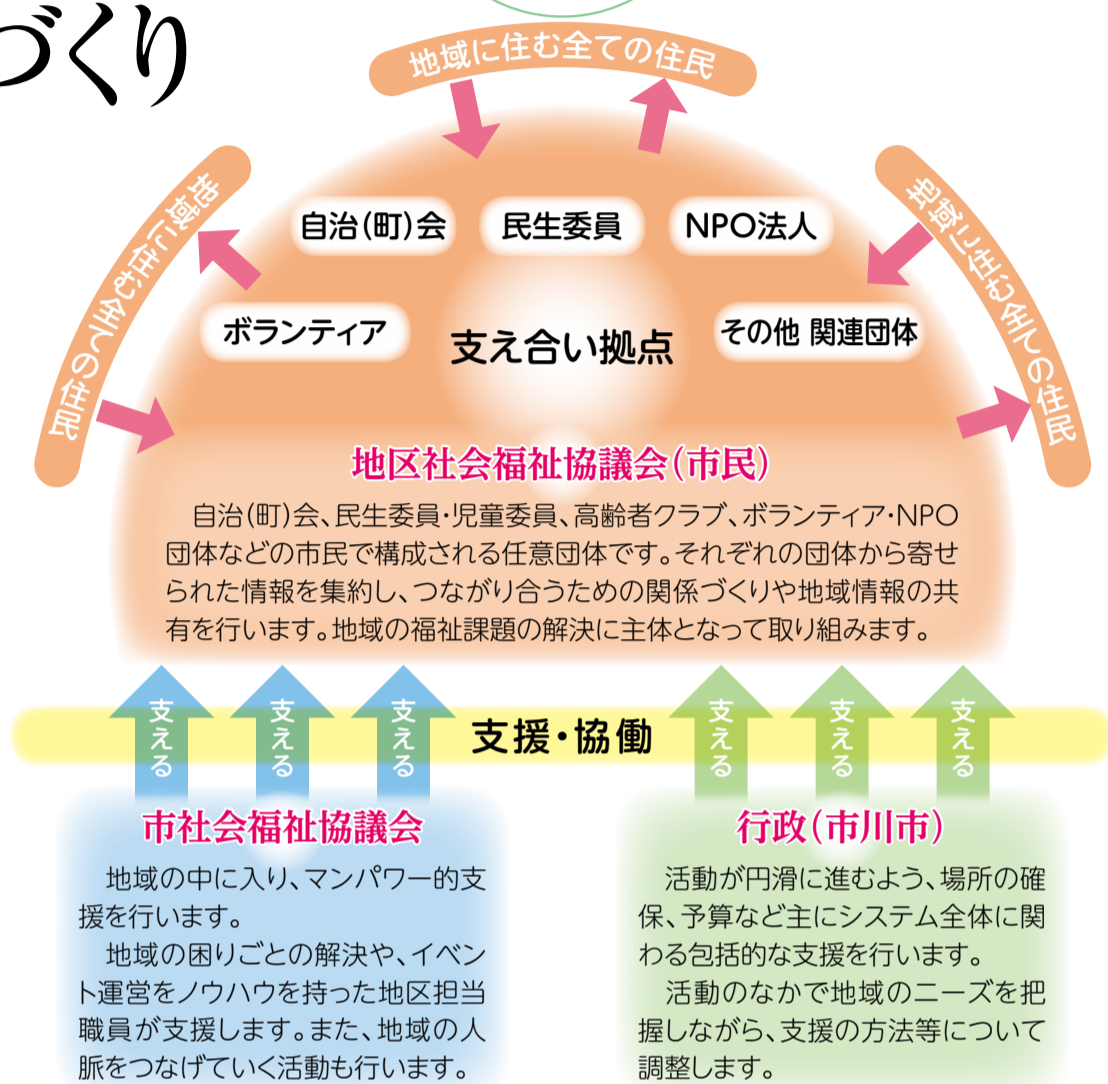 づくり
地域に住む全ての住民
地域に住む全ての住民
地域に住む全ての住民
自治(町)会
民生委員
NPO法人
ボランティア
支え合い拠点
その他 関連団体
地区社会福祉協議会(市民)
自治(町)会、民生委員・児童委員、高齢者クラブ、ボランティア・NPO
団体などの市民で構成される任意団体です。それぞれの団体から寄せ
られた情報を集約し、つながり合うための関係づくりや地域情報の共
有を行います。地域の福祉課題の解決に主体となって取り組みます。
支える
支える
支える
支援・協働
支える
支える
支える
市社会福祉協議会
地域の中に入り、マンパワー的支
援を行います。
地域の困りごとの解決や、イベン
ト運営をノウハウを持った地区担当
職員が支援します。また、地域の人
脈をつなげていく活動も行います。
行政(市川市)
活動が円滑に進むよう、場所の確
保、予算など主にシステム全体に関
わる包括的な支援を行います。
活動のなかで地域のニーズを把
握しながら、支援の方法等について
調整します。